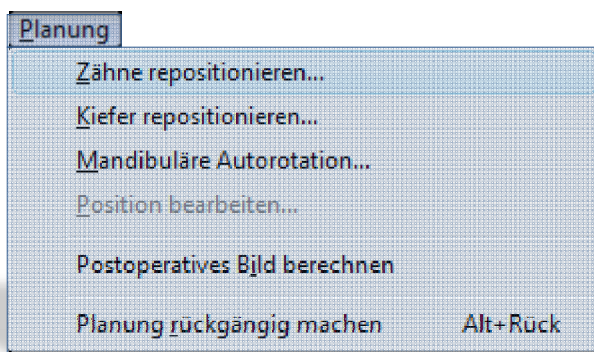 Planung
Zähne repositionieren...
Kiefer repositionieren...
Mandibuläre Autorotation...
Position bearbeiten...
Postoperatives Bild berechnen
Planung rückgängig machen Alt+Rück